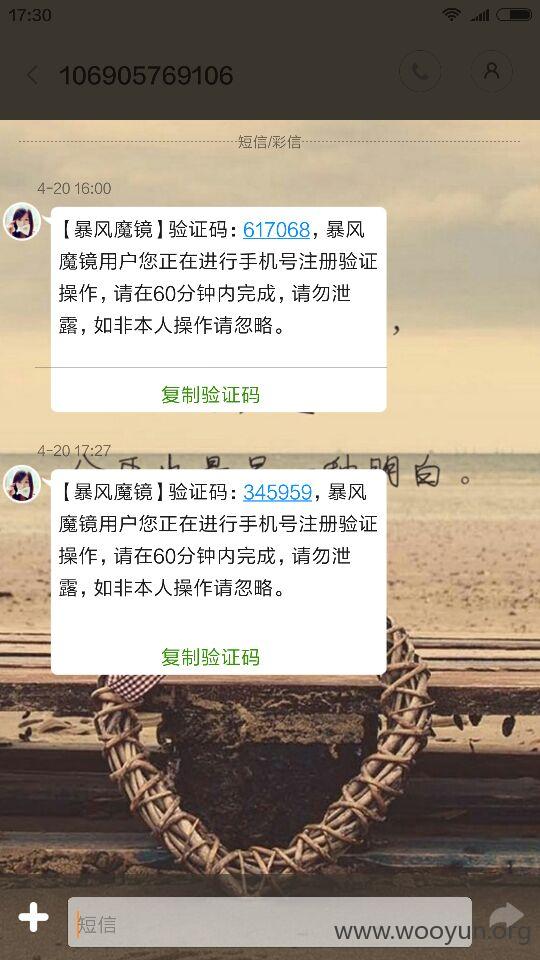 17:30
106905769106
短信/彩信
4-20 16:00
【暴风魔镜】验证码：617068，暴风
魔镜用户您正在进行手机号注册验证
操作，请在60分钟内完成，请勿泄
露，如非本人操作请忽略。
复制验证码
4-20 17:27
种明白。
【暴风魔镜】验证码：345959，暴风
魔镜用户您正在进行手机号注册验证
操作，请在60分钟内完成，请勿泄
露，如非本人操作请忽略。
复制验证码
短信
www.wooyun.org